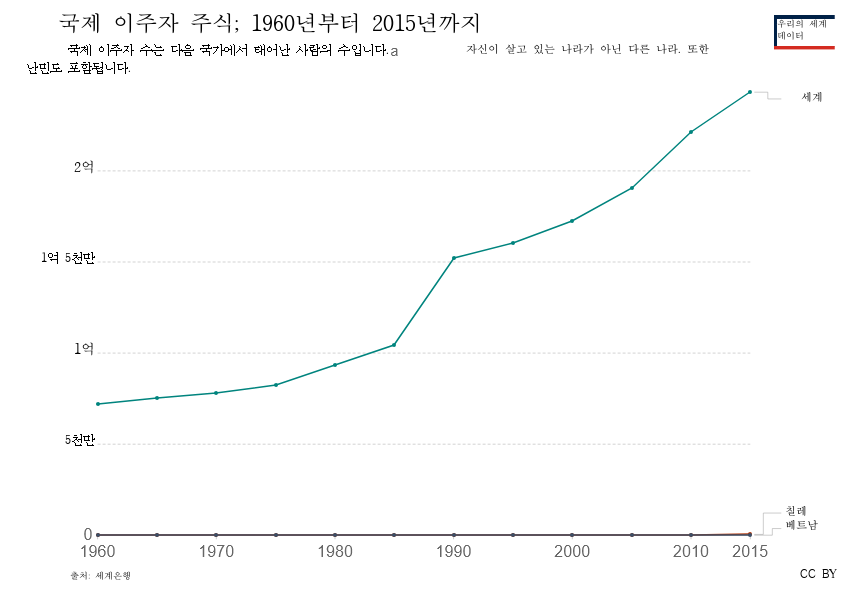 국제 이주자 주식; 1960년부터 2015년까지
우리의 세계
데이터
국제 이주자 수는 다음 국가에서 태어난 사람의 수입니다.a 자신이 살고 있는 나라가 아닌 다른 나라. 또한
난민도 포함됩니다.
세계
2억
1억 5천만
1억
5천만
칠레
베트남
0
1960 1970 1980 1990 2000 2010 2015
출처: 세계은행
CC BY